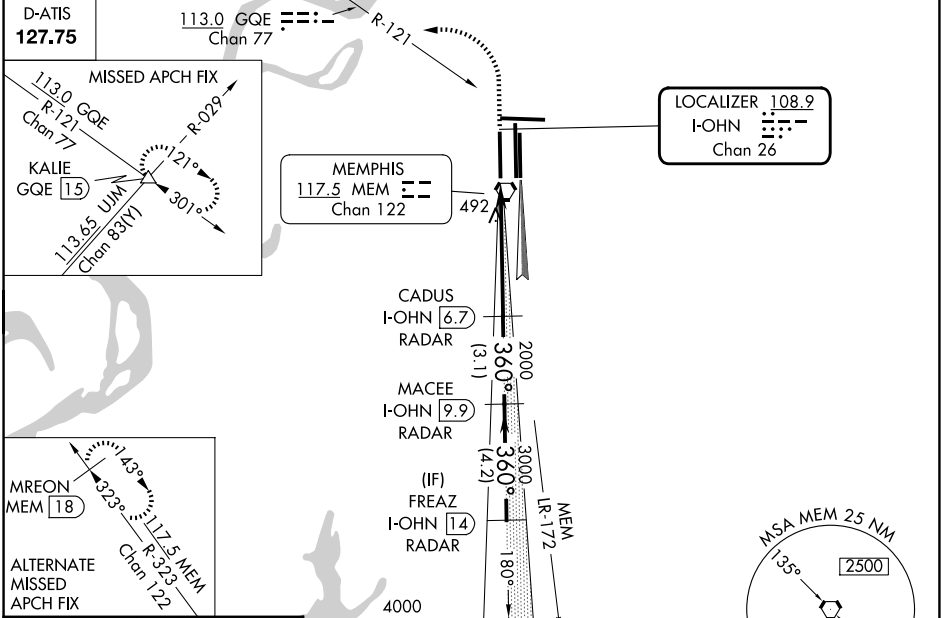 D-ATIS
127.75
113.0 GQE
Chan 77
R-121
MISSED APCH FIX
113.0 GQE
R-121
Chan 77
R-029
KALIE
GQE 15
121°
301°
113.65 UJM
Chan 83(Y)
LOCALIZER 108.9
I-OHN
Chan 26
MEMPHIS
117.5 MEM
Chan 122
492
CADUS
I-OHN 6.7
RADAR
360°
2000
(3.1)
MACEE
I-OHN 9.9
RADAR
360°
3000
(4.2)
(IF)
FREAZ
I-OHN 14
RADAR
180°
MEM
LR-172
4000
MREON
MEM 18
143°
323°
117.5 MEM
R-323
Chan 122
ALTERNATE
MISSED
APCH FIX
MSA MEM 25 NM
135°
2500